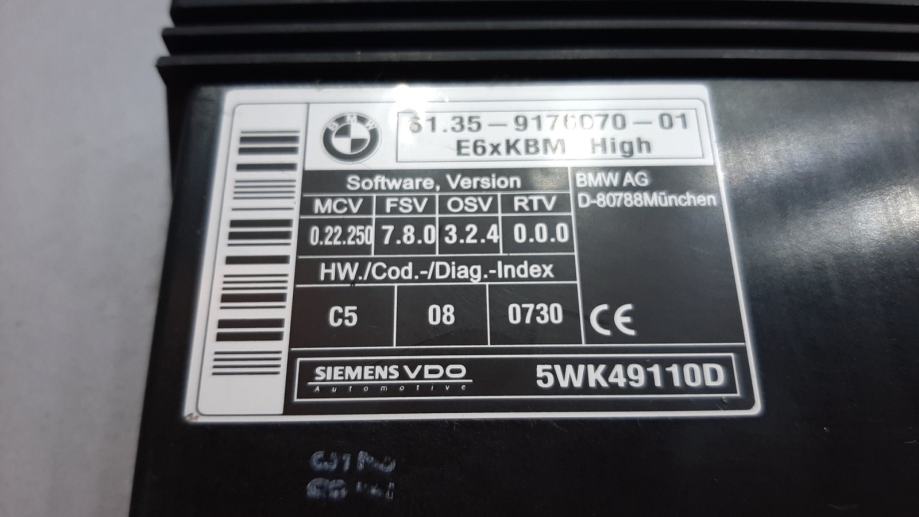 BMW
61.35-9176070-01
E6xKBM High
Software, Version
MCV FSV OSV RTV
0.22.250 7.8.0 3.2.4 0.0.0
HW./Cod.-/Diag.-Index
C5 08 0730
BMW AG
D-80788München
CE
SIEMENS VDO
Automotive
5WK49110D